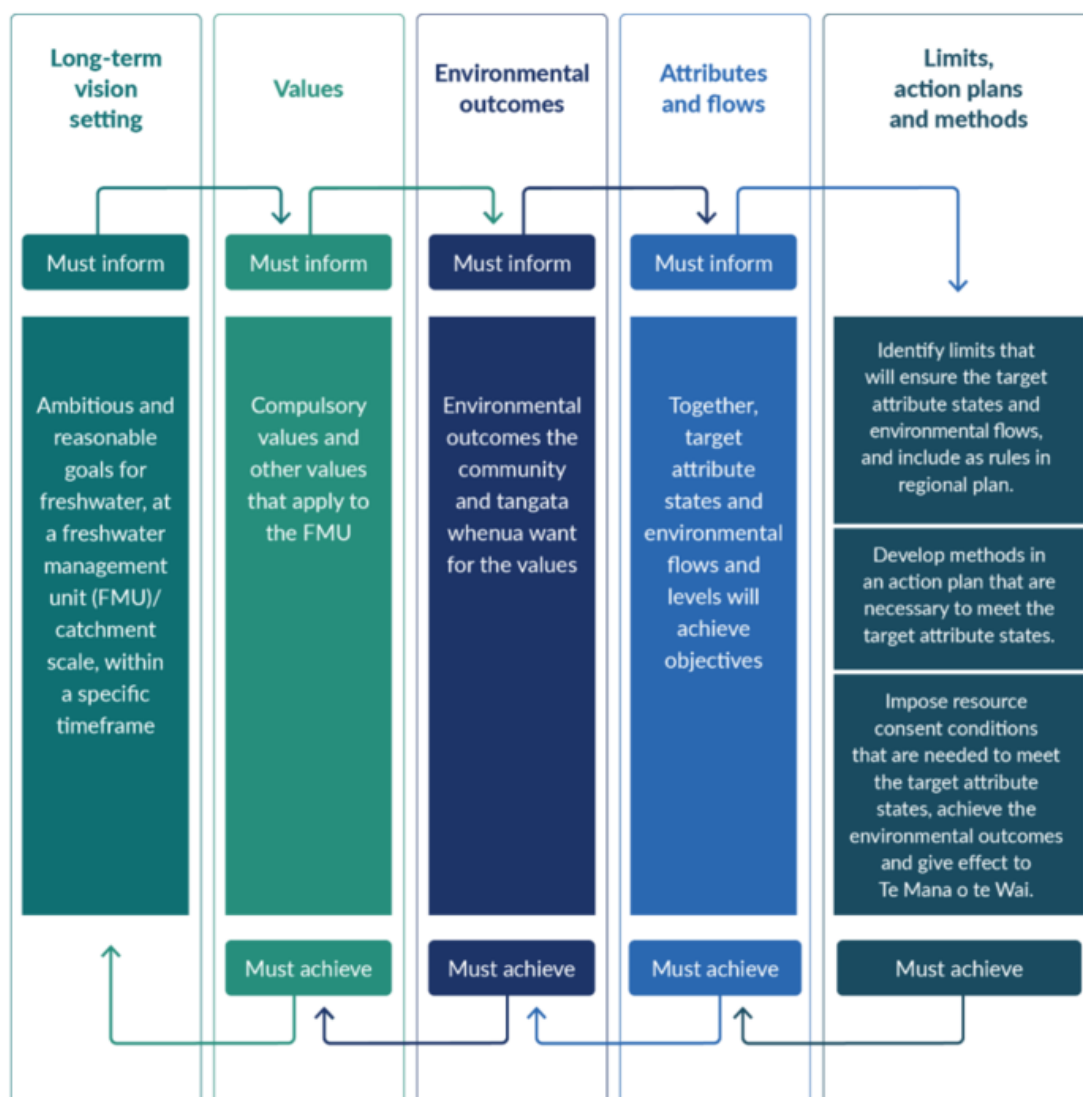 Long-term
vision
setting
Values
Environmental
outcomes
Attributes
and flows
Limits,
action plans
and methods
Must inform
Must inform
Must inform
Must inform
Ambitious and
reasonable
goals for
freshwater, at
a freshwater
management
unit (FMU)/
catchment
scale, within
a specific
timeframe
Compulsory
values and
other values
that apply to
the FMU
Environmental
outcomes the
community
and tangata
whenua want
for the values
Together,
target
attribute
states and
environmental
flows and
levels will
achieve
objectives
Identify limits that
will ensure the target
attribute states and
environmental flows,
and include as rules in
regional plan.
Develop methods in
an action plan that are
necessary to meet the
target attribute states.
Impose resource
consent conditions
that are needed to meet
the target attribute
states, achieve the
environmental outcomes
and give effect to
Te Mana o te Wai.
Must achieve
Must achieve
Must achieve
Must achieve